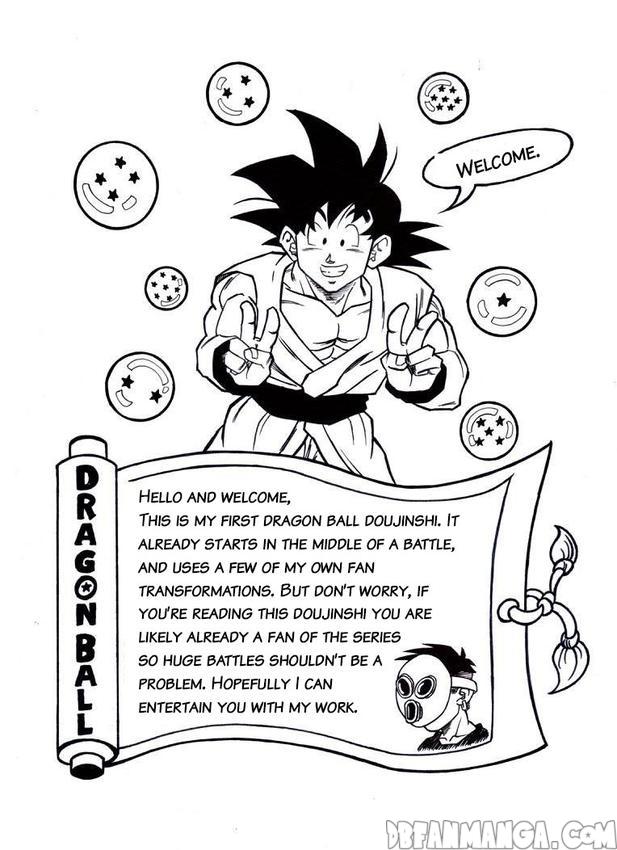 WELCOME.
DRAGON BALL
HELLO AND WELCOME,
THIS IS MY FIRST DRAGON BALL DOUJINSHI. IT
ALREADY STARTS IN THE MIDDLE OF A BATTLE,
AND USES A FEW OF MY OWN FAN
TRANSFORMATIONS. BUT DON'T WORRY, IF
YOU'RE READING THIS DOUJINSHI YOU ARE
LIKELY ALREADY A FAN OF THE SERIES
SO HUGE BATTLES SHOULDN'T BE A
PROBLEM. HOPEFULLY I CAN
ENTERTAIN YOU WITH MY WORK.
DBFANMANGA.COM